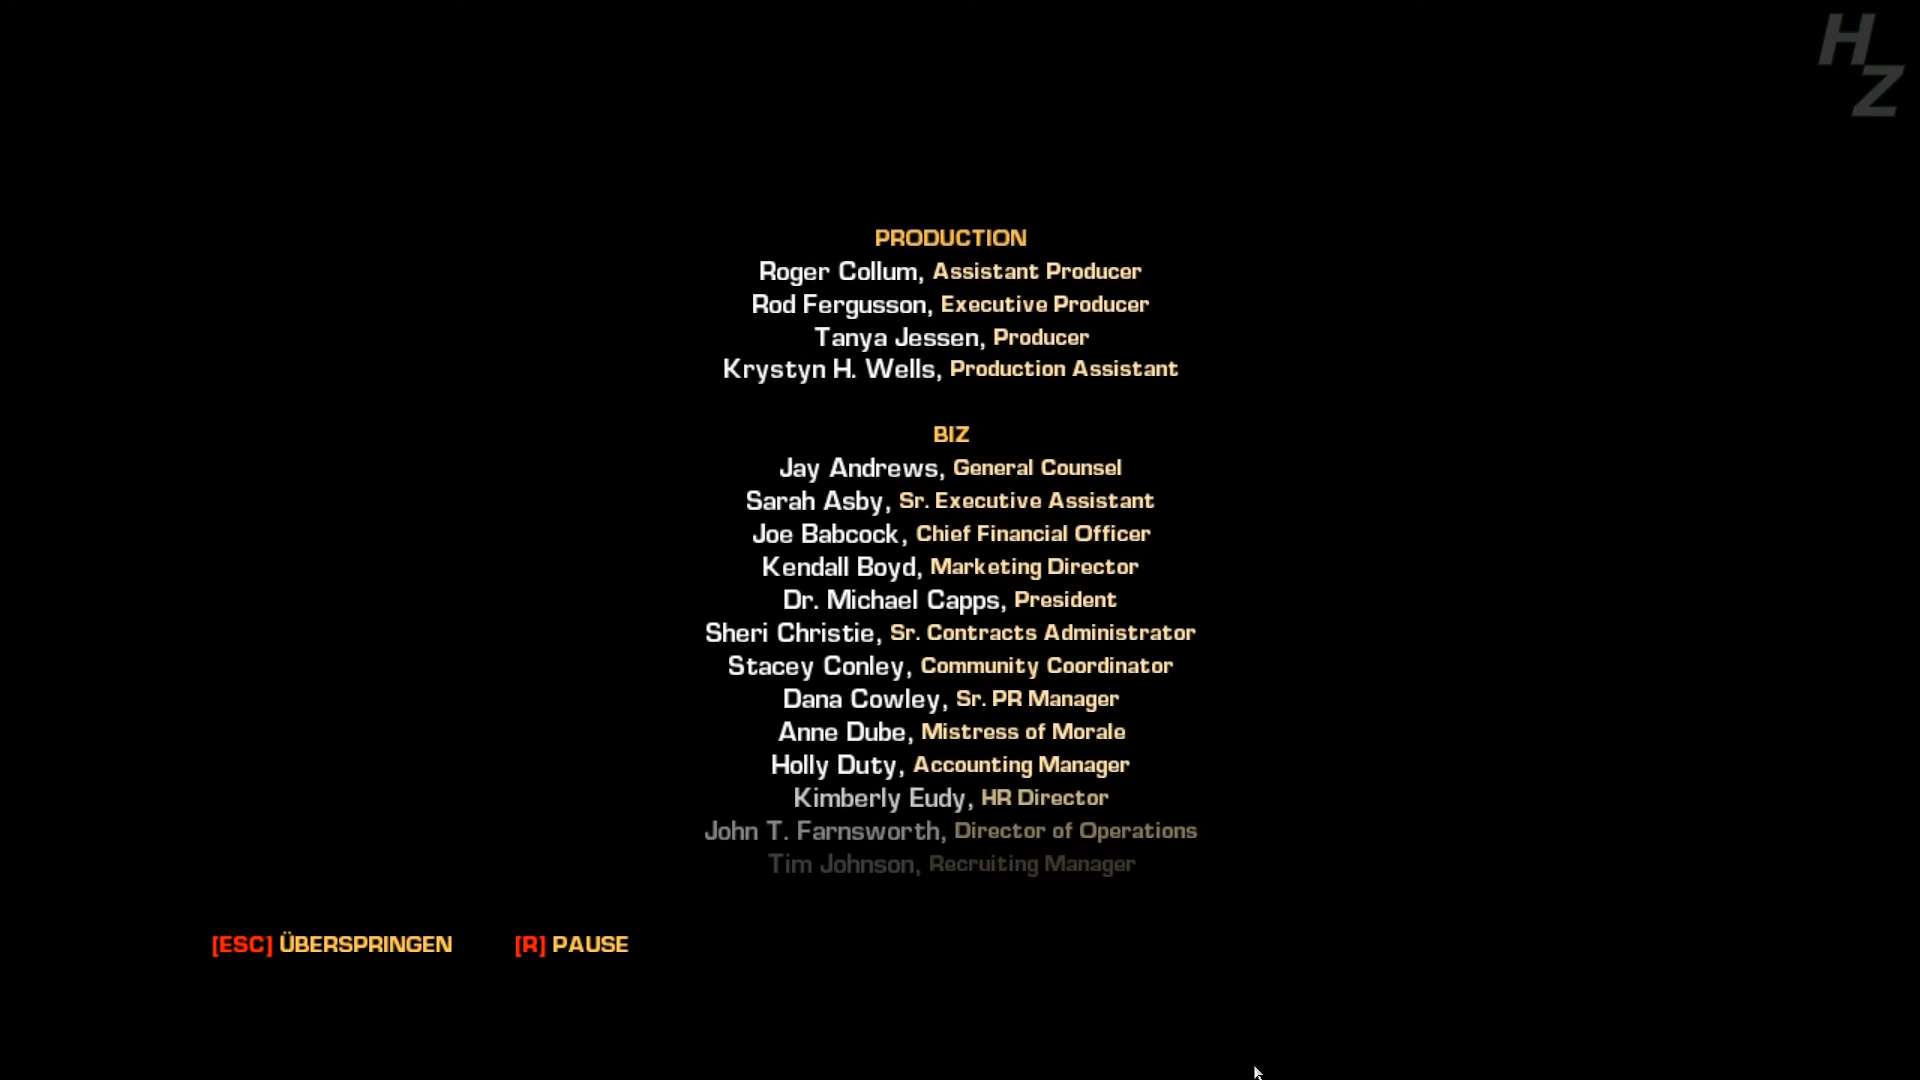 H
Z
PRODUCTION
Roger Collum, Assistant Producer
Rod Fergusson, Executive Producer
Tanya Jessen, Producer
Krystyn H. Wells, Production Assistant
BIZ
Jay Andrews, General Counsel
Sarah Asby, Sr. Executive Assistant
Joe Babcock, Chief Financial Officer
Kendall Boyd, Marketing Director
Dr. Michael Capps, President
Sheri Christie, Sr. Contracts Administrator
Stacey Conley, Community Coordinator
Dana Cowley, Sr. PR Manager
Anne Dube, Mistress of Morale
Holly Duty, Accounting Manager
Kimberly Eudy, HR Director
John T. Farnsworth, Director of Operations
Tim Johnson, Recruiting Manager
[ESC] ÜBERSPRINGEN [R] PAUSE